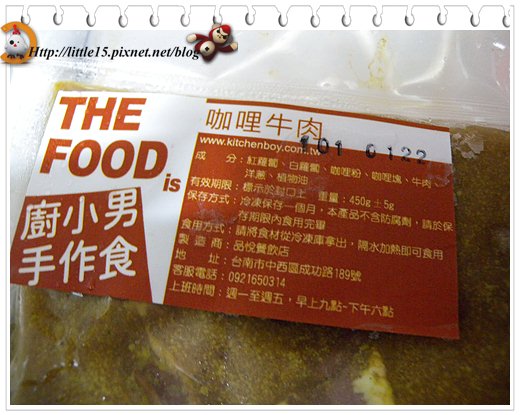 Http://little15.pixnet.net/blog
THE
FOOD
is
廚小男
手作食
咖哩牛肉
www.kitchenboy.com.tw
101 0122
成　分：紅蘿蔔、白蘿蔔、咖哩粉、咖哩塊、牛肉、
洋蔥、植物油
有效期限：標示於封口上　重量：450g±5g
保存方式：冷凍保存一個月，本產品不含防腐劑，請於保
存期限內食用完畢
食用方式：請將食材從冷凍庫拿出，隔水加熱即可食用
製造商：品悅餐飲店
地　址：台南市中西區成功路189號
客服電話：0921650314
上班時間：週一至週五，早上九點~下午六點